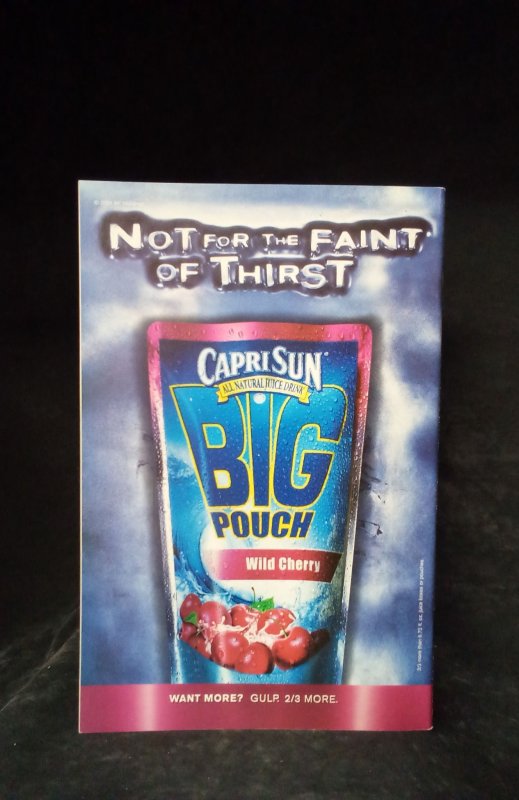 NOT FOR THE FAINT
OF THIRST
CAPRI SUN®
ALL NATURAL JUICE DRINK
BIG
POUCH
Wild Cherry
WANT MORE? GULP. 2/3 MORE.